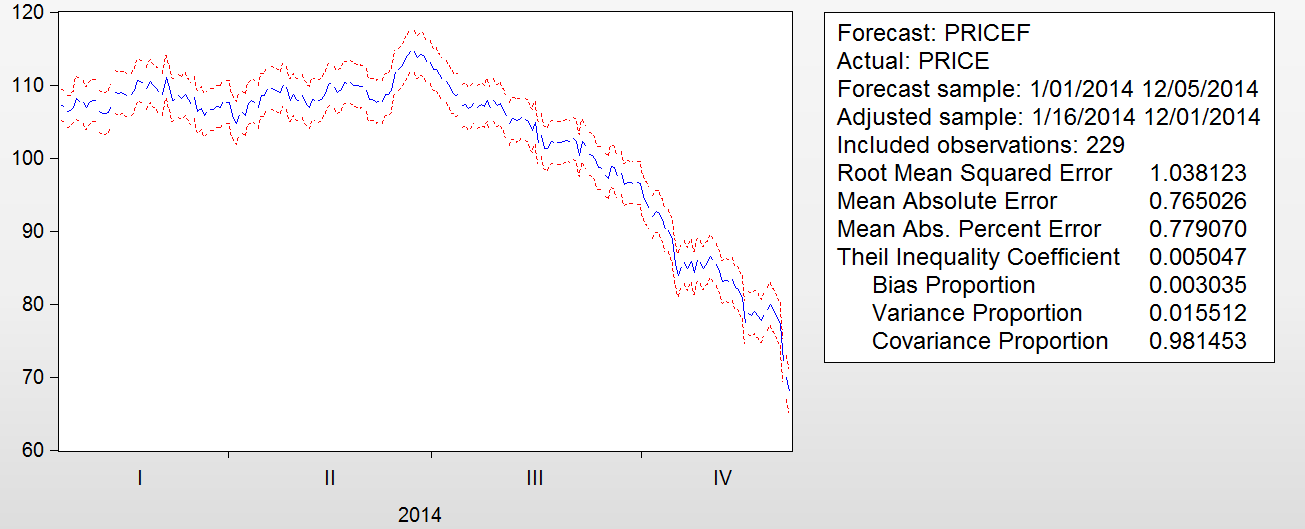 120
110
100
90
80
70
60
I II III IV
2014
Forecast: PRICEF
Actual: PRICE
Forecast sample: 1/01/2014 12/05/2014
Adjusted sample: 1/16/2014 12/01/2014
Included observations: 229
Root Mean Squared Error 1.038123
Mean Absolute Error 0.765026
Mean Abs. Percent Error 0.779070
Theil Inequality Coefficient 0.005047
Bias Proportion 0.003035
Variance Proportion 0.015512
Covariance Proportion 0.981453